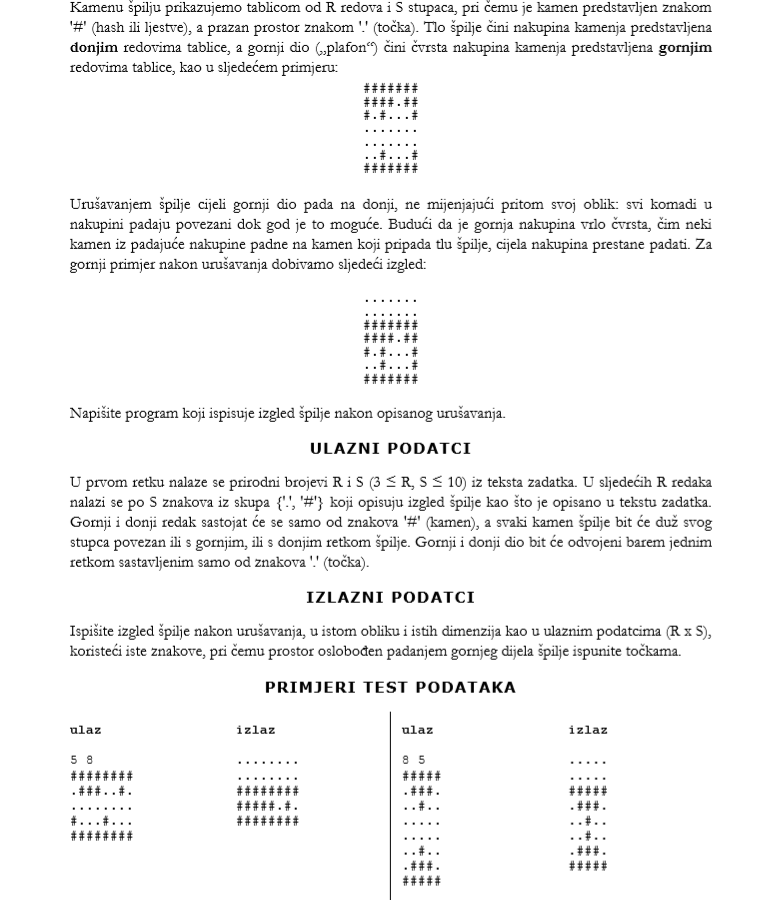 Kamenu špilju prikazujemo tablicom od R redova i S stupaca, pri čemu je kamen predstavljen znakom
'#' (hash ili ljestve), a prazan prostor znakom '.' (točka). Tlo špilje čini nakupina kamenja predstavljena
donjim redovima tablice, a gornji dio („plafon“) čini čvrsta nakupina kamenja predstavljena gornjim
redovima tablice, kao u sljedećem primjeru:
#######
####.##
#.#...#
.......
.......
..#...#
#######
Urušavanjem špilje cijeli gornji dio pada na donji, ne mijenjajući pritom svoj oblik: svi komadi u
nakupini padaju povezani dok god je to moguće. Budući da je gornja nakupina vrlo čvrsta, čim neki
kamen iz padajuće nakupine padne na kamen koji pripada tlu špilje, cijela nakupina prestane padati. Za
gornji primjer nakon urušavanja dobivamo sljedeći izgled:
.......
.......
#######
####.##
#.#...#
..#...#
#######
Napišite program koji ispisuje izgled špilje nakon opisanog urušavanja.
ULAZNI PODATCI
U prvom retku nalaze se prirodni brojevi R i S (3 ≤ R, S ≤ 10) iz teksta zadatka. U sljedećih R redaka
nalazi se po S znakova iz skupa {'.', '#'} koji opisuju izgled špilje kao što je opisano u tekstu zadatka.
Gornji i donji redak sastojat će se samo od znakova '#' (kamen), a svaki kamen špilje bit će duž svog
stupca povezan ili s gornjim, ili s donjim retkom špilje. Gornji i donji dio bit će odvojeni barem jednim
retkom sastavljenim samo od znakova '.' (točka).
IZLAZNI PODATCI
Ispišite izgled špilje nakon urušavanja, u istom obliku i istih dimenzija kao u ulaznim podatcima (R x S),
koristeći iste znakove, pri čemu prostor oslobođen padanjem gornjeg dijela špilje ispunite točkama.
PRIMJERI TEST PODATAKA
ulaz
5 8
########
.###..#.
........
#...#...
########
izlaz
........
........
########
#####.#.
########
ulaz
8 5
#####
.###.
..#..
.....
.....
..#..
.###.
#####
izlaz
.....
.....
#####
.###.
..#..
..#..
.###.
#####